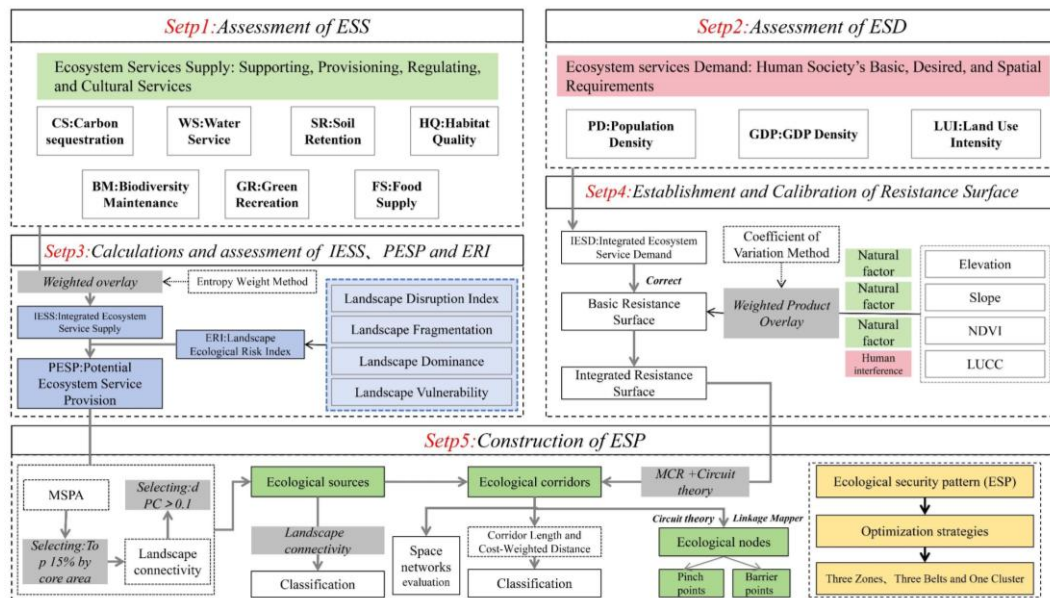 Setp1:Assessment of ESS
Ecosystem Services Supply: Supporting, Provisioning, Regulating,
and Cultural Services
CS:Carbon
sequestration
WS:Water
Service
SR:Soil
Retention
HQ:Habitat
Quality
BM:Biodiversity
Maintenance
GR:Green
Recreation
FS:Food
Supply
Setp2:Assessment of ESD
Ecosystem services Demand: Human Society's Basic, Desired, and Spatial
Requirements
PD:Population
Density
GDP:GDP Density
LUI:Land Use
Intensity
Setp3:Calculations and assessment of IESS、PESP and ERI
Weighted overlay
Entropy Weight Method
IESS:Integrated Ecosystem
Service Supply
ERI:Landscape
Ecological Risk Index
PESP:Potential
Ecosystem Service
Provision
Landscape Disruption Index
Landscape Fragmentation
Landscape Dominance
Landscape Vulnerability
Setp4:Establishment and Calibration of Resistance Surface
IESD:Integrated Ecosystem
Service Demand
Correct
Basic Resistance
Surface
Integrated Resistance
Surface
Coefficient of
Variation Method
Weighted Product
Overlay
Natural
factor
Natural
factor
Natural
factor
Human
interference
Elevation
Slope
NDVI
LUCC
Setp5:Construction of ESP
MSPA
Selecting:To
p 15% by
core area
Selecting:d
PC > 0.1
Landscape
connectivity
Ecological sources
Landscape
connectivity
Classification
Ecological corridors
Space
networks
evaluation
Corridor Length and
Cost-Weighted Distance
Classification
MCR +Circuit
theory
Circuit theory
Linkage Mapper
Ecological nodes
Pinch
points
Barrier
points
Ecological security pattern (ESP)
Optimization strategies
Three Zones、Three Belts and One Cluster